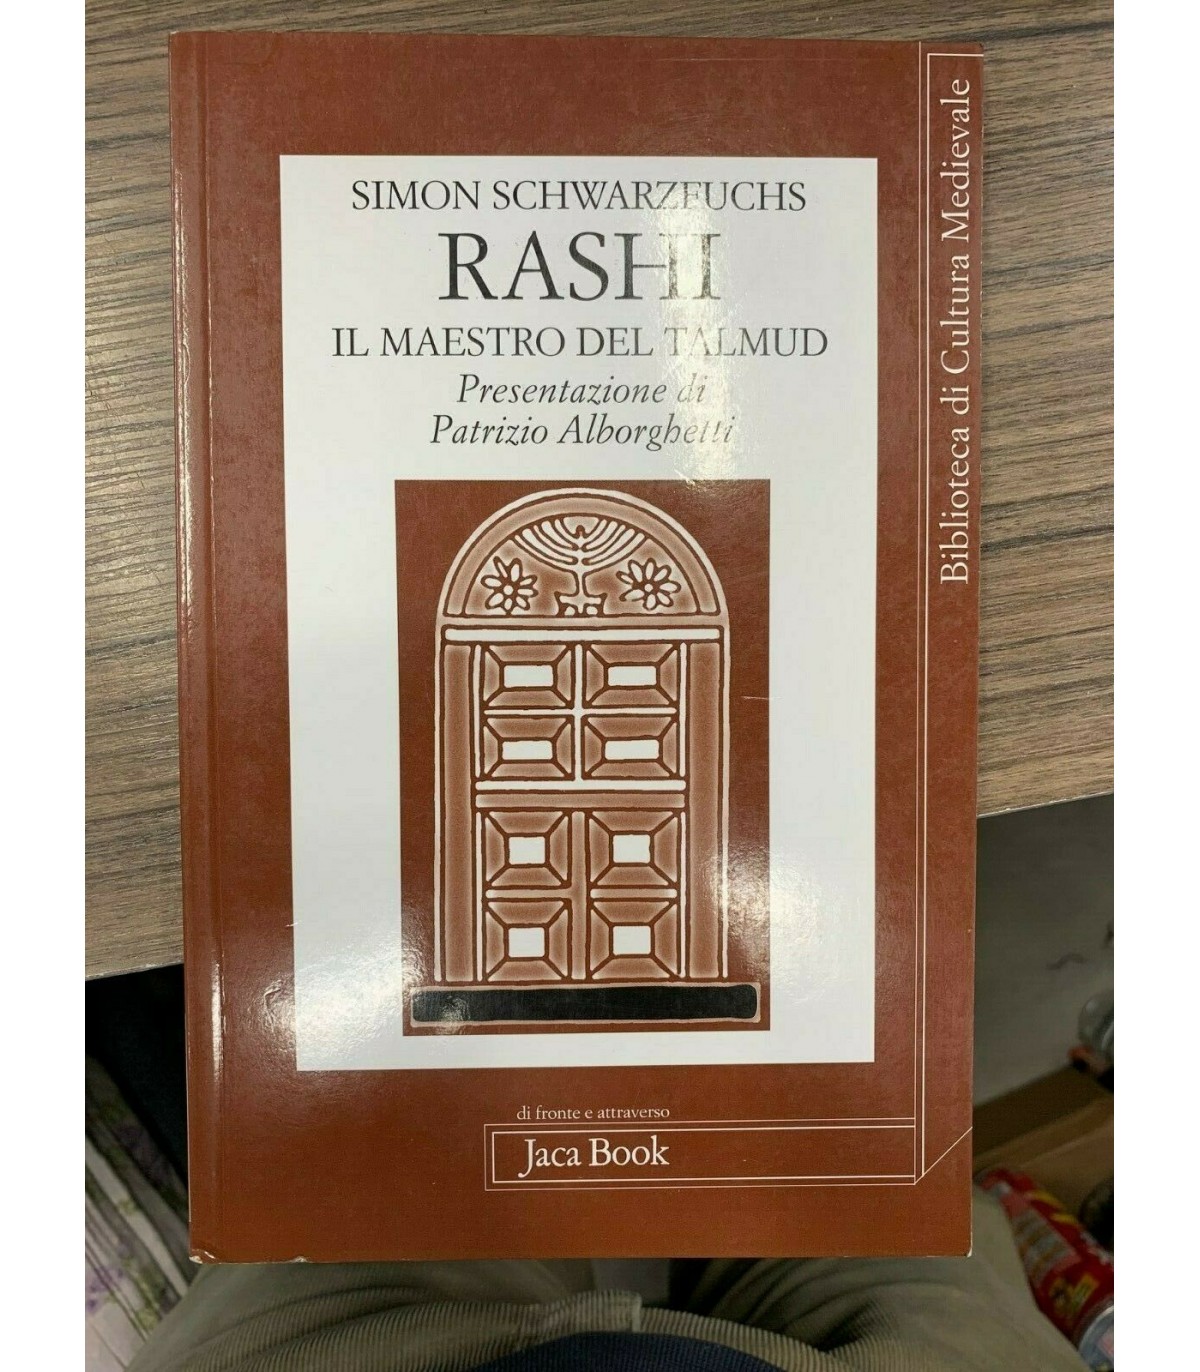 SIMON SCHWARZFUCHS
RASHI
IL MAESTRO DEL TALMUD
Presentazione di
Patrizio Alborghetti
Biblioteca di Cultura Medievale
di fronte e attraverso
Jaca Book